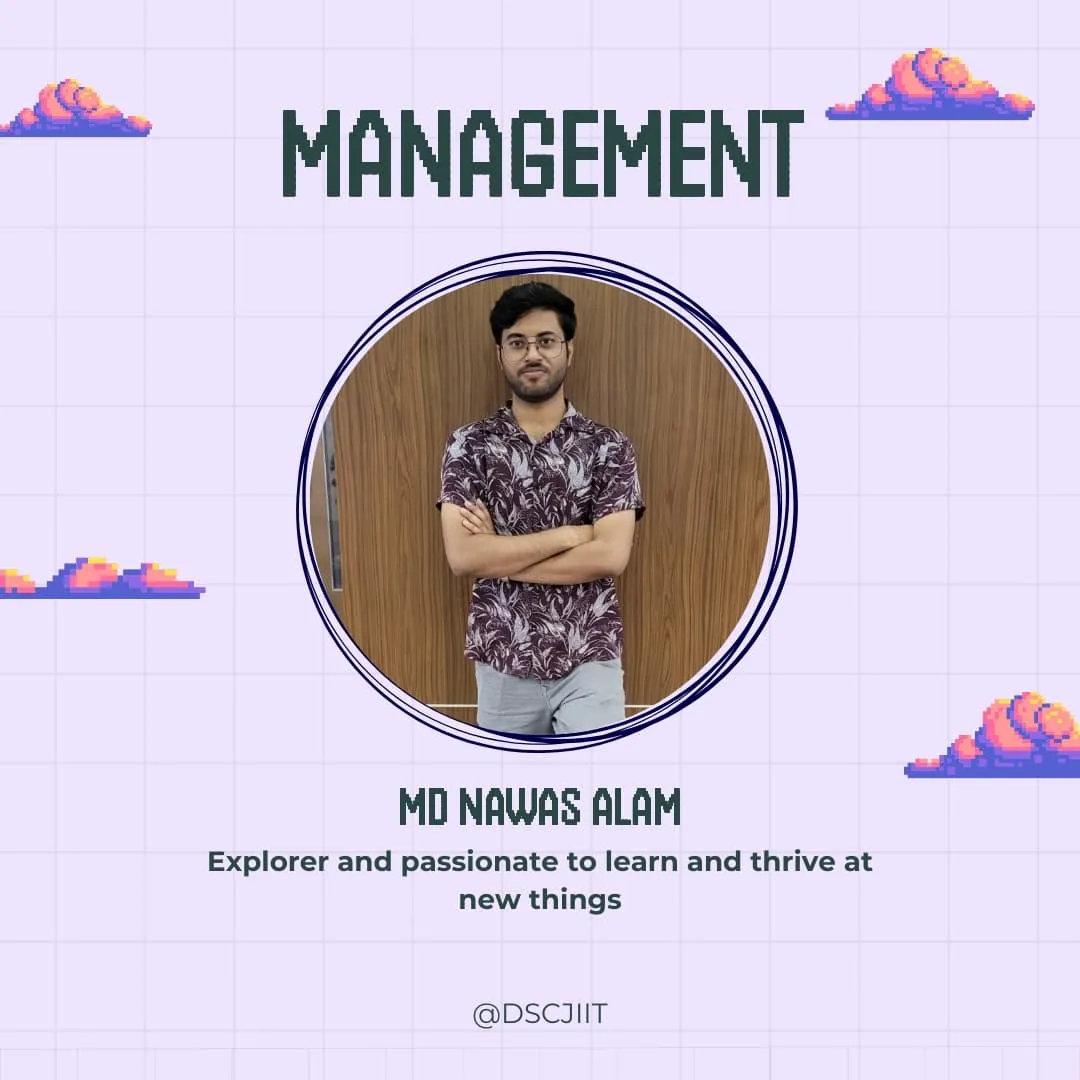 MANAGEMENT
MD NAWAS ALAM
Explorer and passionate to learn and thrive at
new things
@DSCJIIT